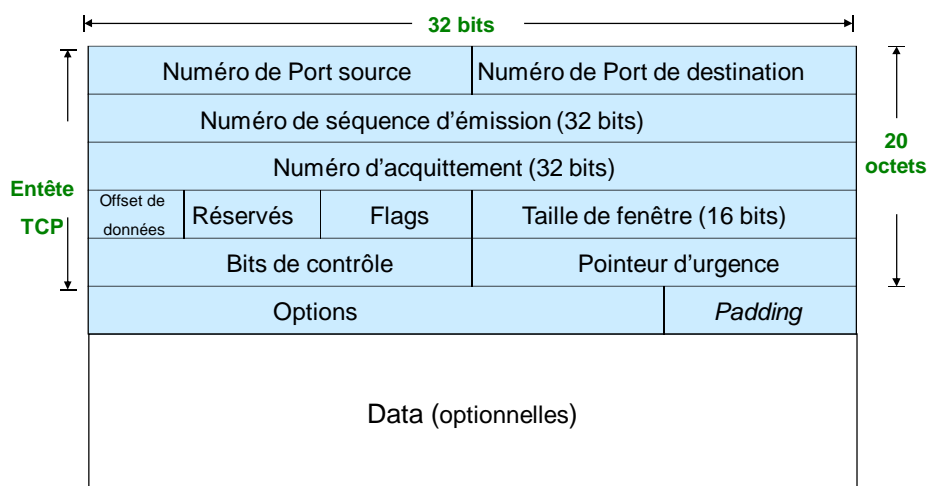 32 bits
Numéro de Port source
Numéro de Port de destination
Numéro de séquence d'émission (32 bits)
Numéro d'acquittement (32 bits)
20
octets
Entête
TCP
Offset de
données
Réservés
Flags
Taille de fenêtre (16 bits)
Bits de contrôle
Pointeur d'urgence
Options
Padding
Data (optionnelles)